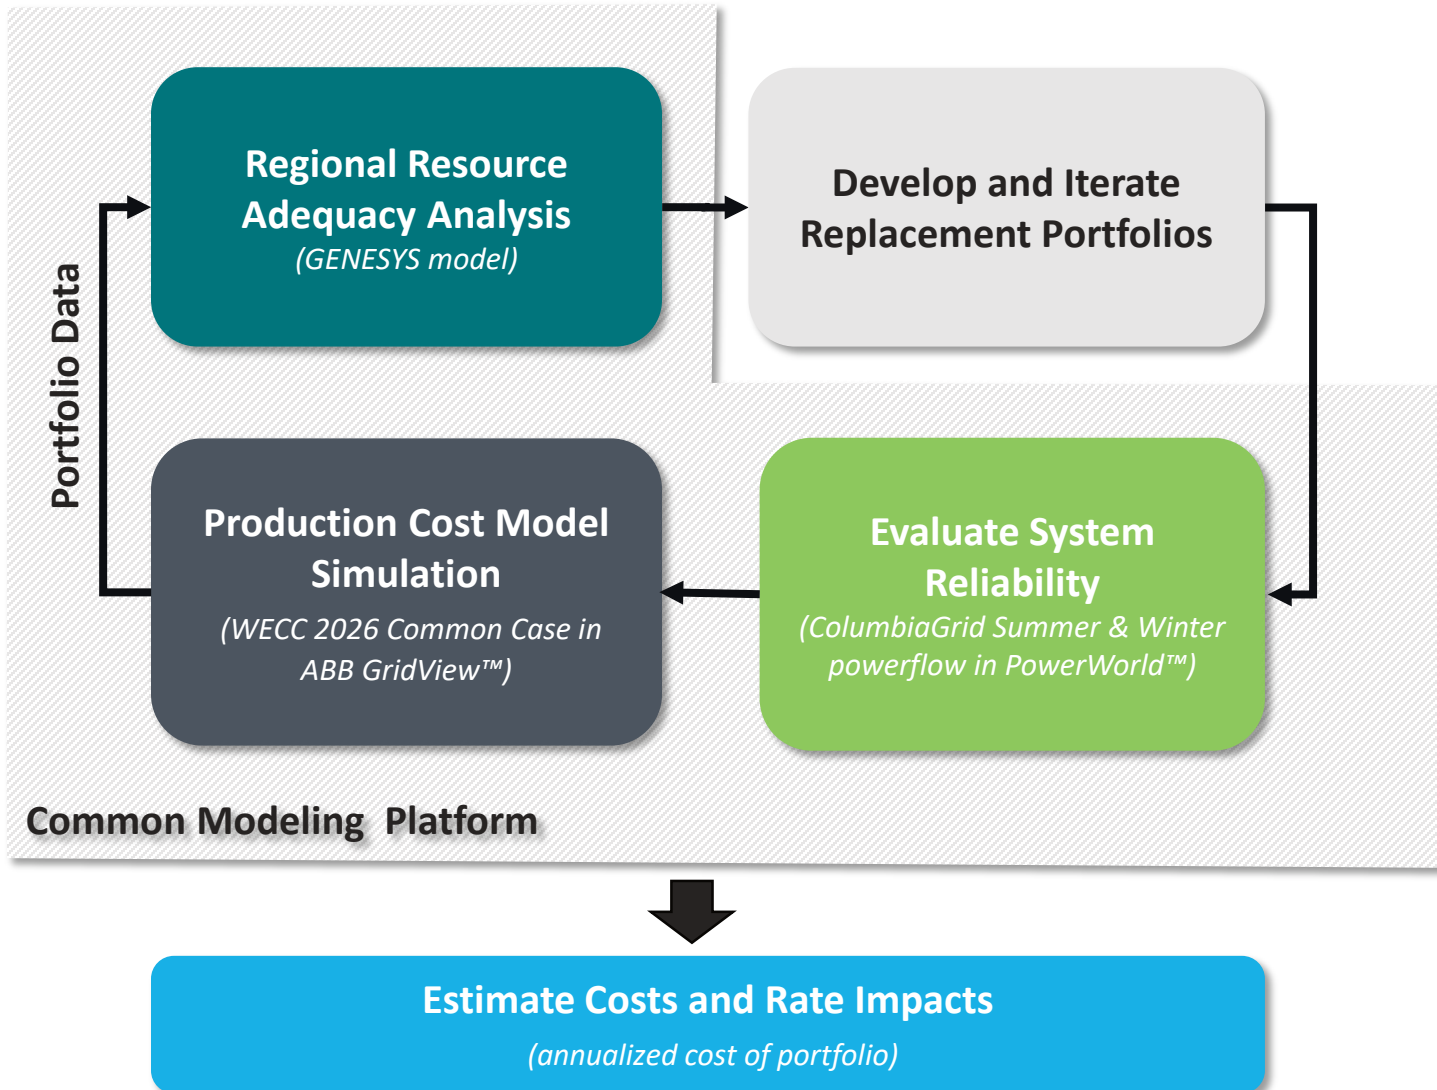 Regional Resource
Adequacy Analysis
(GENESYS model)
Develop and Iterate
Replacement Portfolios
Portfolio Data
Production Cost Model
Simulation
(WECC 2026 Common Case in
ABB GridView™)
Evaluate System
Reliability
(ColumbiaGrid Summer & Winter
powerflow in PowerWorld™)
Common Modeling Platform
Estimate Costs and Rate Impacts
(annualized cost of portfolio)